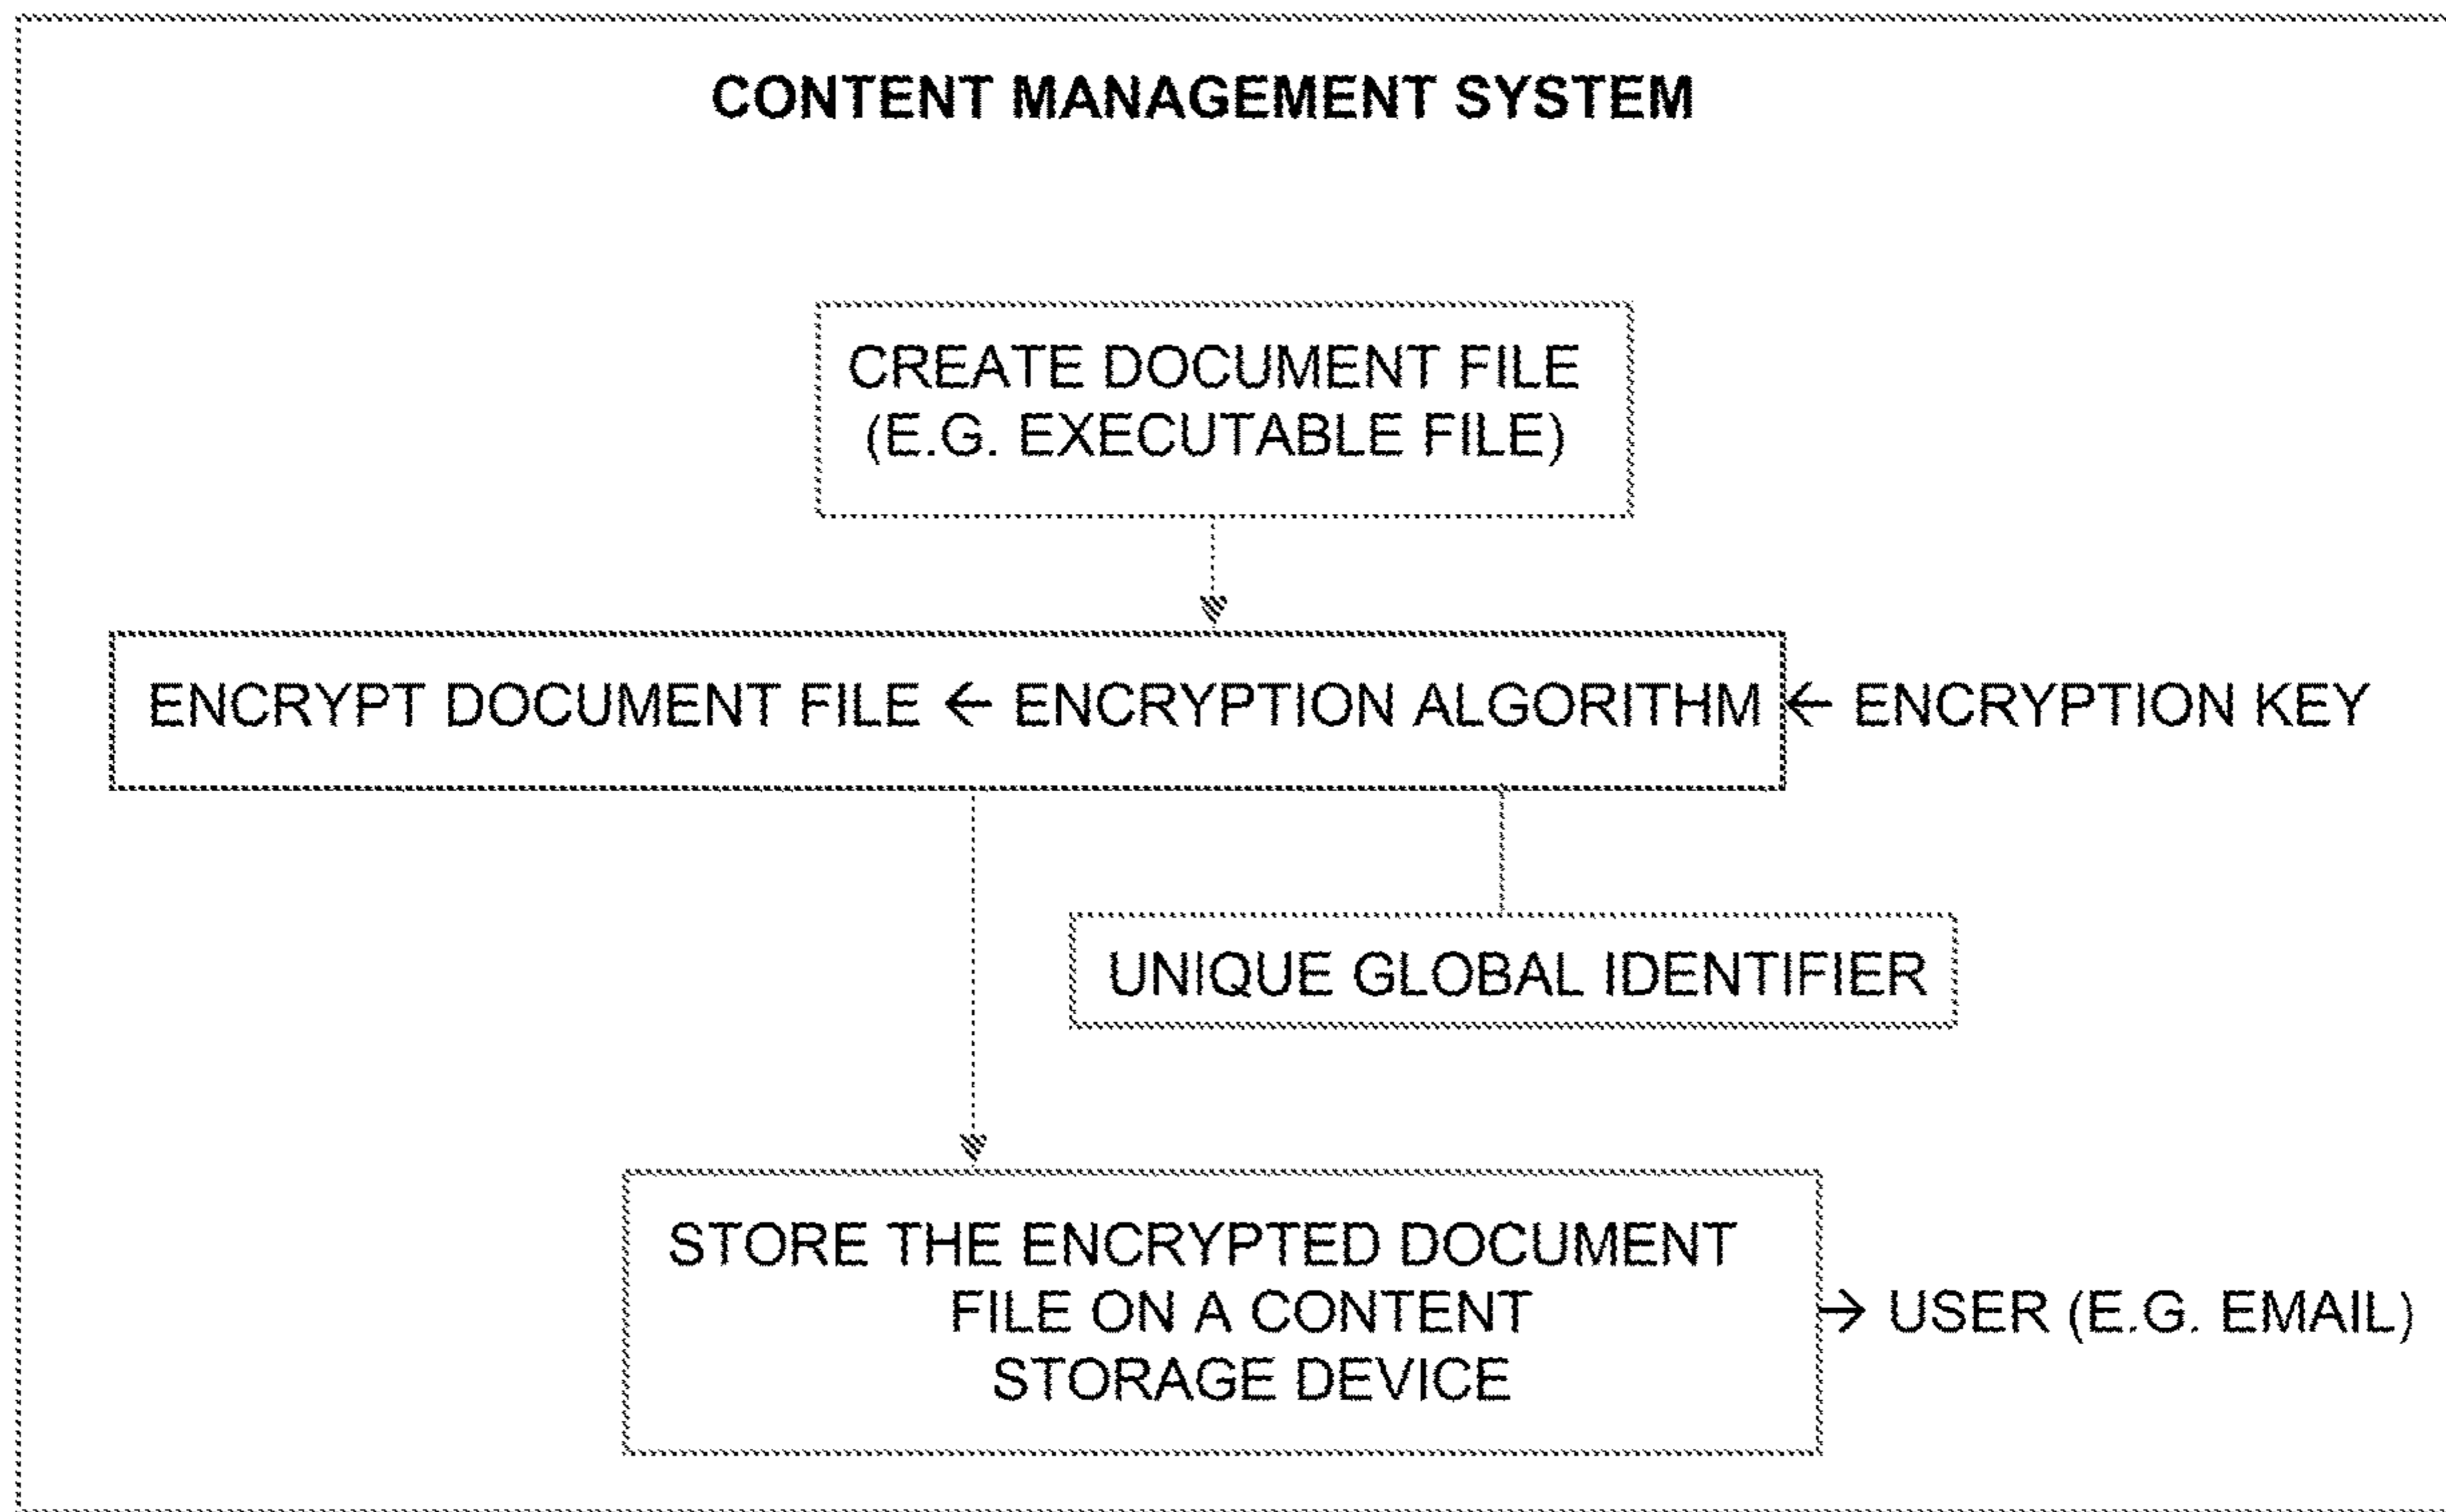 CONTENT MANAGEMENT SYSTEM
CREATE DOCUMENT FILE
(E.G. EXECUTABLE FILE)
ENCRYPT DOCUMENT FILE ← ENCRYPTION ALGORITHM ← ENCRYPTION KEY
UNIQUE GLOBAL IDENTIFIER
STORE THE ENCRYPTED DOCUMENT
FILE ON A CONTENT
STORAGE DEVICE
→ USER (E.G. EMAIL)